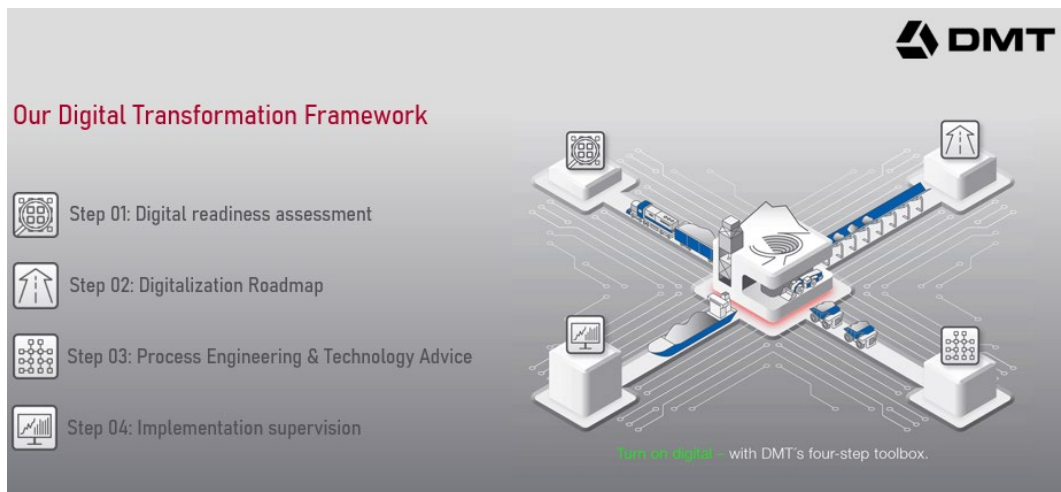 DMT
Our Digital Transformation Framework
Step 01: Digital readiness assessment
Step 02: Digitalization Roadmap
Step 03: Process Engineering & Technology Advice
Step 04: Implementation supervision
Turn on digital – with DMT´s four-step toolbox.